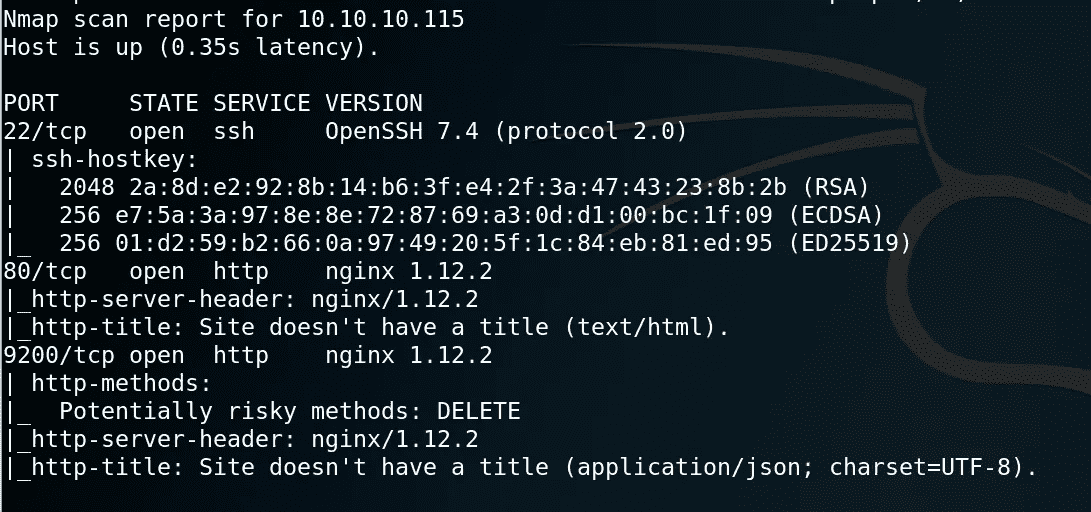 Nmap scan report for 10.10.10.115
Host is up (0.35s latency).
PORT     STATE SERVICE VERSION
22/tcp   open  ssh     OpenSSH 7.4 (protocol 2.0)
| ssh-hostkey:
|   2048 2a:8d:e2:92:8b:14:b6:3f:e4:2f:3a:47:43:23:8b:2b (RSA)
|   256 e7:5a:3a:97:8e:8e:72:87:69:a3:0d:d1:00:bc:1f:09 (ECDSA)
|_  256 01:d2:59:b2:66:0a:97:49:20:5f:1c:84:eb:81:ed:95 (ED25519)
80/tcp   open  http    nginx 1.12.2
|_http-server-header: nginx/1.12.2
|_http-title: Site doesn't have a title (text/html).
9200/tcp open  http    nginx 1.12.2
| http-methods:
|_  Potentially risky methods: DELETE
|_http-server-header: nginx/1.12.2
|_http-title: Site doesn't have a title (application/json; charset=UTF-8).